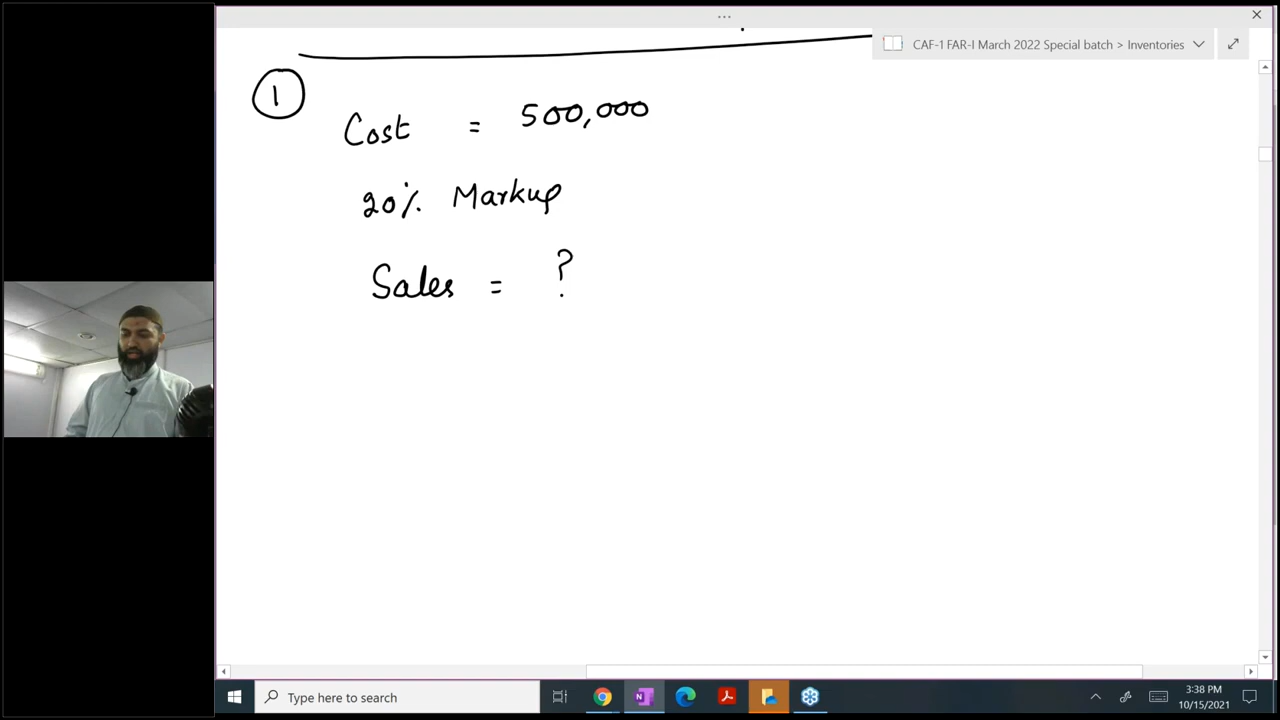 CAF-1 FAR-I March 2022 Special batch > Inventories
1
Cost = 500,000
20% Markup
Sales = ?
Type here to search
3:38 PM
10/15/2021